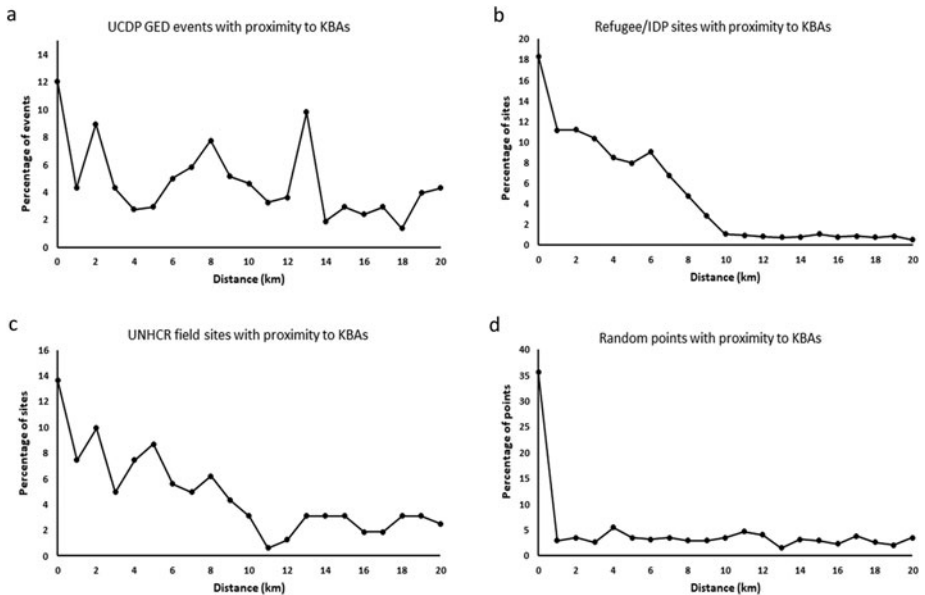 a
UCDP GED events with proximity to KBAs
Percentage of events
14
12
10
8
6
4
2
0
0 2 4 6 8 10 12 14 16 18 20
Distance (km)
b
Refugee/IDP sites with proximity to KBAs
Percentage of sites
20
18
16
14
12
10
8
6
4
2
0
0 2 4 6 8 10 12 14 16 18 20
Distance (km)
c
UNHCR field sites with proximity to KBAs
Percentage of sites
16
14
12
10
8
6
4
2
0
0 2 4 6 8 10 12 14 16 18 20
Distance (km)
d
Random points with proximity to KBAs
Percentage of points
40
35
30
25
20
15
10
5
0
0 2 4 6 8 10 12 14 16 18 20
Distance (km)